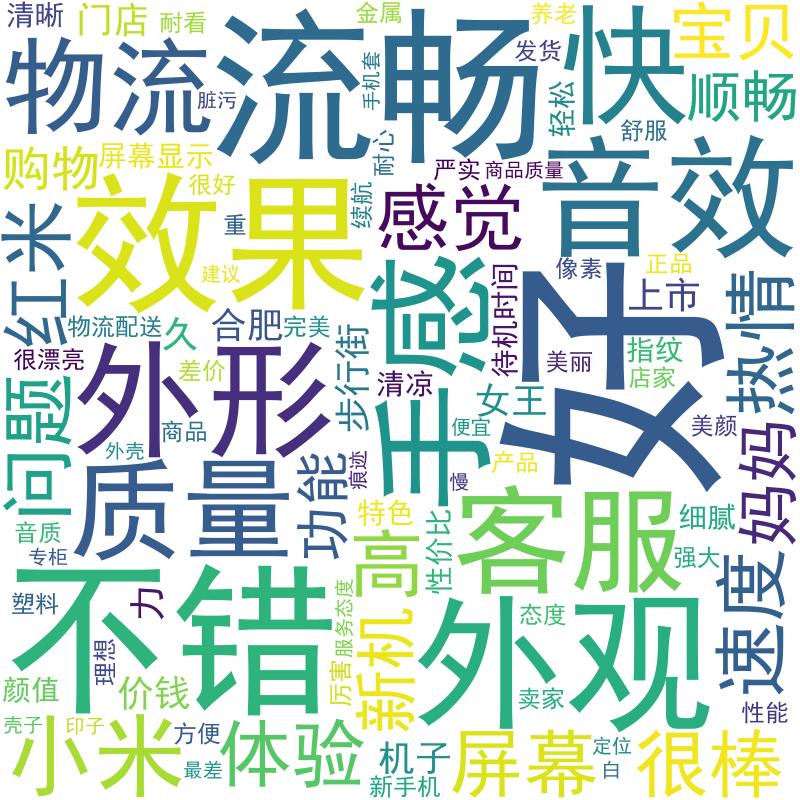 清晰
门店
耐看
金属
养老
宝贝
物流
流畅
快
发货
手机套
脏污
轻松
顺畅
舒服
购物
屏幕显示
很好
耐心
严实
商品质量
音效
效果
感觉
续航
重
建议
红米
手感
待机时间
像素
正品
上市
好
热情
物流配送
久
合肥
完美
步行街
很漂亮
差价
清凉
美丽
指纹
店家
外形
女王
便宜
美颜
妈妈
问题
商品
外壳
痕迹
慢
产品
质量
功能
音质
专柜
特色
高
性价比
客服
细腻
强大
速度
不错
塑料
力
理想
厉害
服务态度
新机
外观
态度
卖家
颜值
价钱
壳子
印子
性能
小米
方便
最差
体验
机子
新手机
屏幕
定位
白
很棒